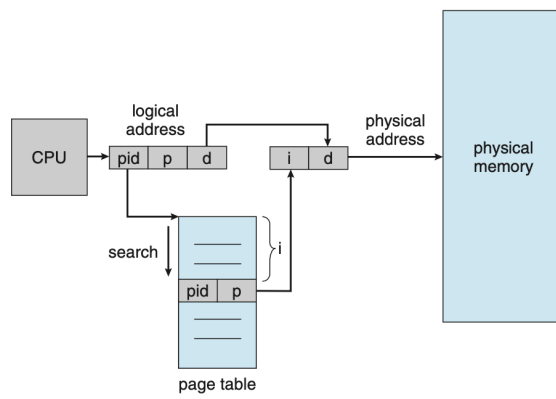 logical
address
physical
address
CPU
pid p d
i d
physical
memory
search
i
pid p
page table